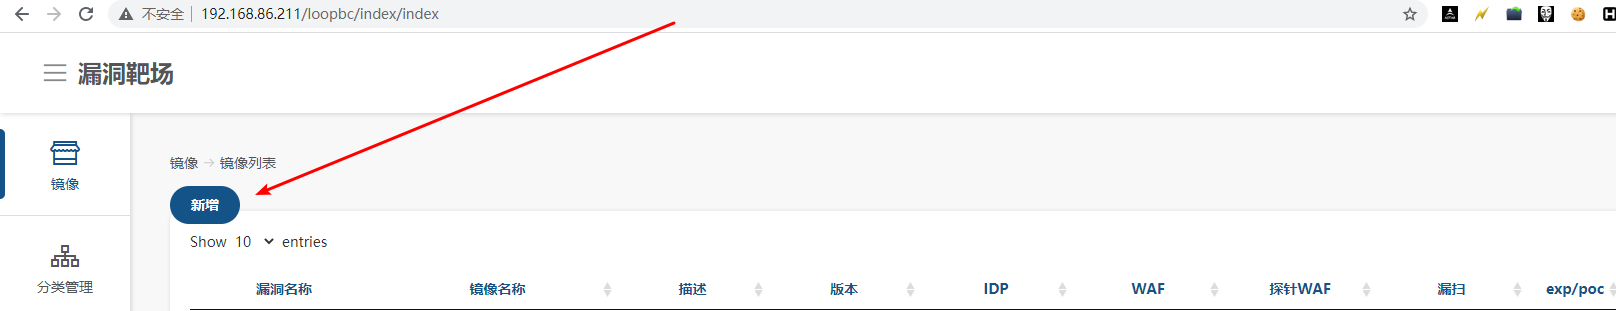 不安全 192.168.86.211/loopbc/index/index
漏洞靶场
镜像
分类管理
镜像 → 镜像列表
新增
Show 10 entries
漏洞名称 镜像名称 描述 版本 IDP WAF 探针WAF 漏扫 exp/poc